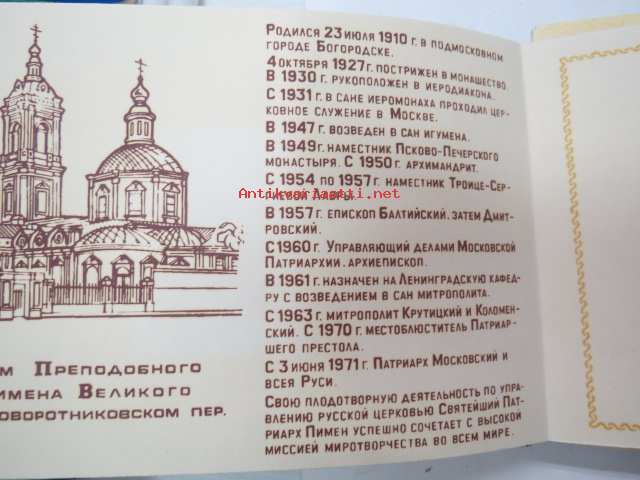 Родился 23 июля 1910 г. в подмосковном
городе Богородске.
4 октября 1927 г. пострижен в монашество
В 1930 г. рукоположен в иеродиакона.
С 1931 г. в сане иеромонаха проходил цер-
ковное служение в Москве.
В 1947 г. возведен в сан игумена.
В 1949 г. наместник Псково-Печерского
монастыря. С 1950 г. архимандрит.
С 1954 по 1957 г. наместник Троице-Сер-
гиевой Лавры.
Antikvariaatti.net
В 1957 г. епископ Балтийский, затем Дмит-
ровский.
С 1960 г. Управляющий делами Московской
Патриархии, архиепископ.
В 1961 г. назначен на Ленинградскую кафед-
ру с возведением в сан митрополита.
С 1963 г. митрополит Крутицкий и Коломен-
ский. С 1970 г. местоблюститель Патриар-
шего престола.
С 3 июня 1971 г. Патриарх Московский и
всея Руси.
Свою плодотворную деятельность по упра-
влению русской церковью Святейший Пат-
риарх Пимен успешно сочетает с высокой
миссией миротворчества во всем мире.
м Преподобного
имена Великого
оворотниковском пер.